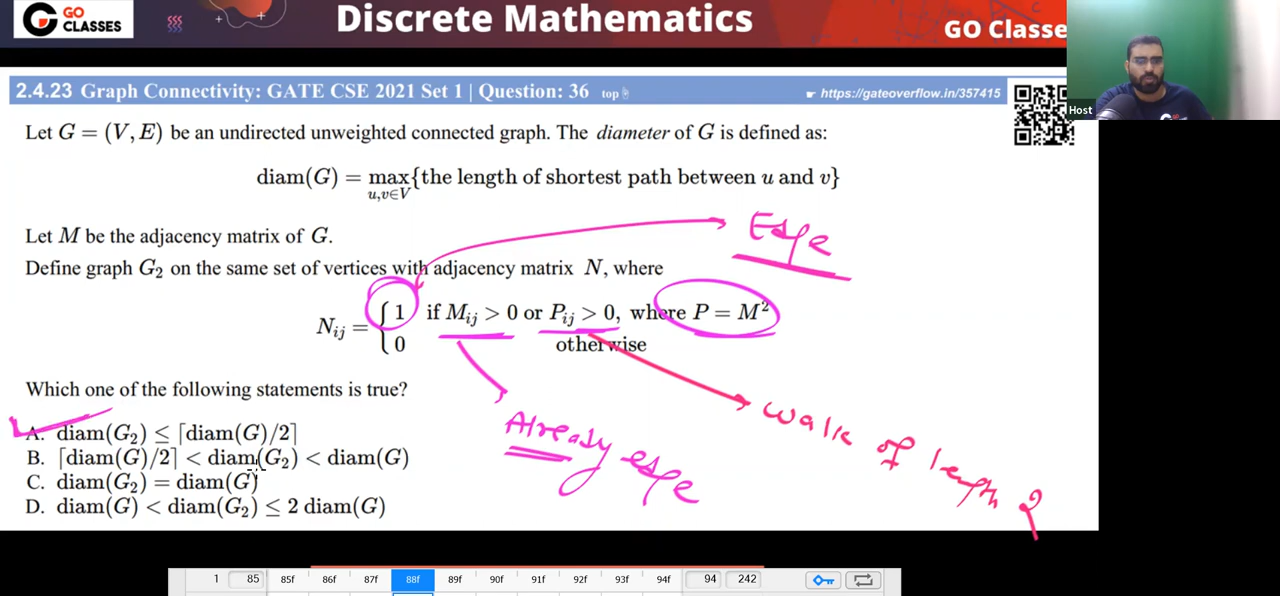 GO
CLASSES
Discrete Mathematics
GO Classe
Host
2.4.23 Graph Connectivity: GATE CSE 2021 Set 1 | Question: 36 top
https://gateoverflow.in/357415
Let G = (V, E) be an undirected unweighted connected graph. The diameter of G is defined as:
diam(G) = max{the length of shortest path between u and v}
u,v∈V
Let M be the adjacency matrix of G.
Define graph G₂ on the same set of vertices with adjacency matrix N, where
N_ij = { 1 if M_ij > 0 or P_ij > 0, where P = M²
0 otherwise
Edge
Which one of the following statements is true?
A. diam(G₂) ≤ ⌈diam(G)/2⌉
B. ⌈diam(G)/2⌉ < diam(G₂) < diam(G)
C. diam(G₂) = diam(G)
D. diam(G) < diam(G₂) ≤ 2 diam(G)
Already edge
walk of length 2
1 85 85f 86f 87f 88f 89f 90f 91f 92f 93f 94f 94 242